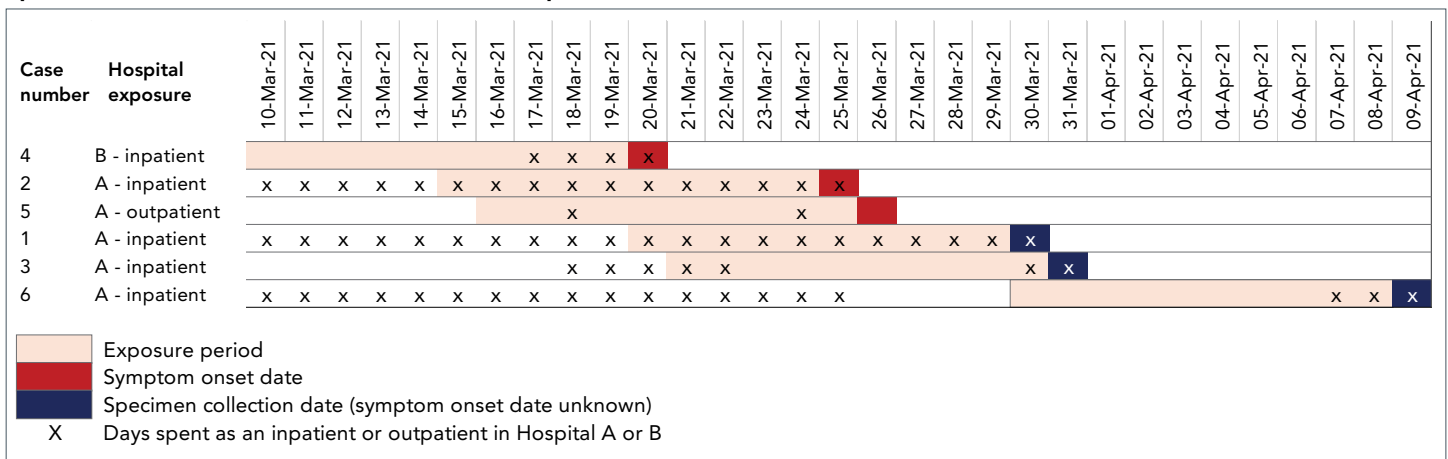 Case number Hospital exposure 10-Mar-21 11-Mar-21 12-Mar-21 13-Mar-21 14-Mar-21 15-Mar-21 16-Mar-21 17-Mar-21 18-Mar-21 19-Mar-21 20-Mar-21 21-Mar-21 22-Mar-21 23-Mar-21 24-Mar-21 25-Mar-21 26-Mar-21 27-Mar-21 28-Mar-21 29-Mar-21 30-Mar-21 31-Mar-21 01-Apr-21 02-Apr-21 03-Apr-21 04-Apr-21 05-Apr-21 06-Apr-21 07-Apr-21 08-Apr-21 09-Apr-21
4 B - inpatient x x x x
2 A - inpatient x x x x x x x x x x x x x x x x
5 A - outpatient x x
1 A - inpatient x x x x x x x x x x x x x x x x x x x x x
3 A - inpatient x x x x x x x
6 A - inpatient x x x x x x x x x x x x x x x x x x x
Exposure period
Symptom onset date
Specimen collection date (symptom onset date unknown)
X Days spent as an inpatient or outpatient in Hospital A or B